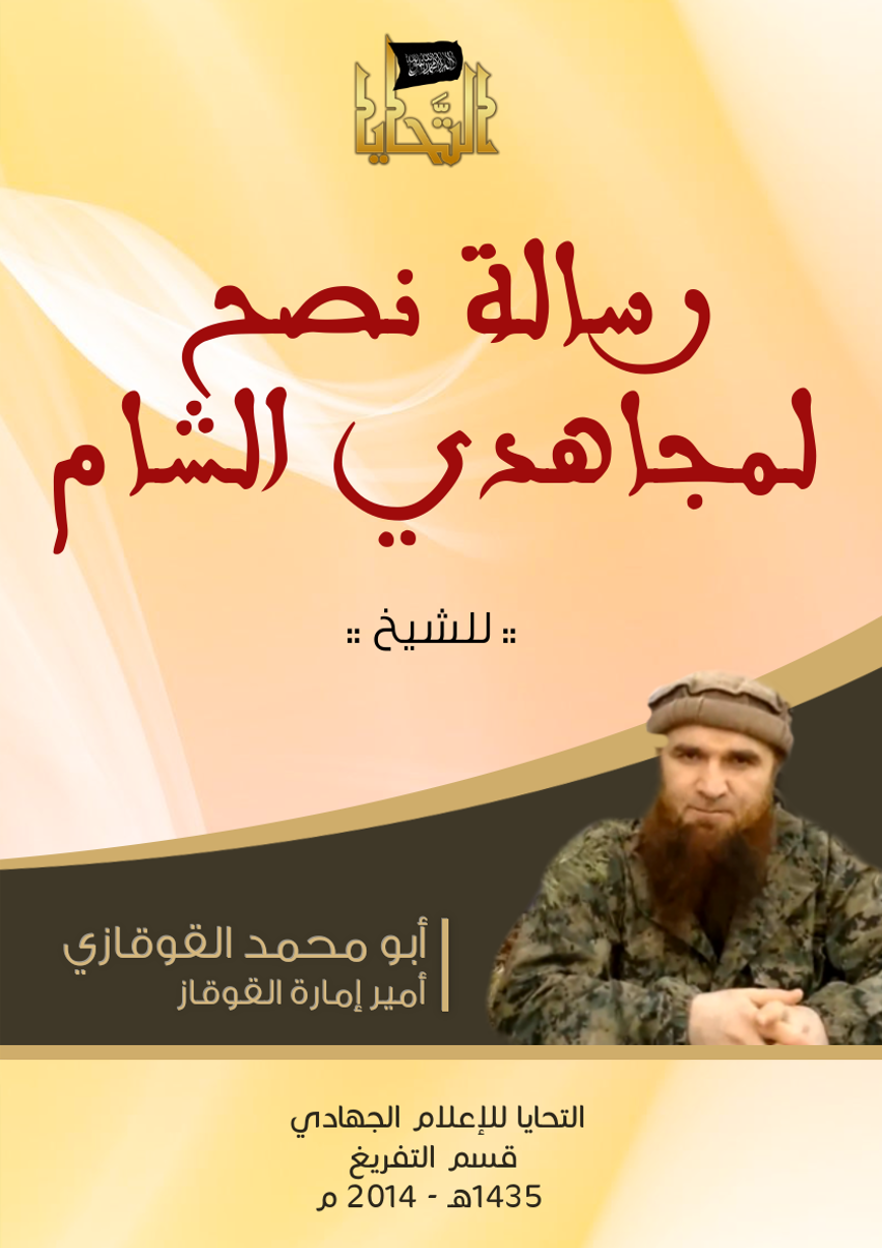 التحايا
رسالة نصح
لمجاهدي الشام
:: للشيخ ::
أبو محمد القوقازي
أمير إمارة القوقاز
التحايا للإعلام الجهادي
قسم التفريغ
1435هـ - 2014 م